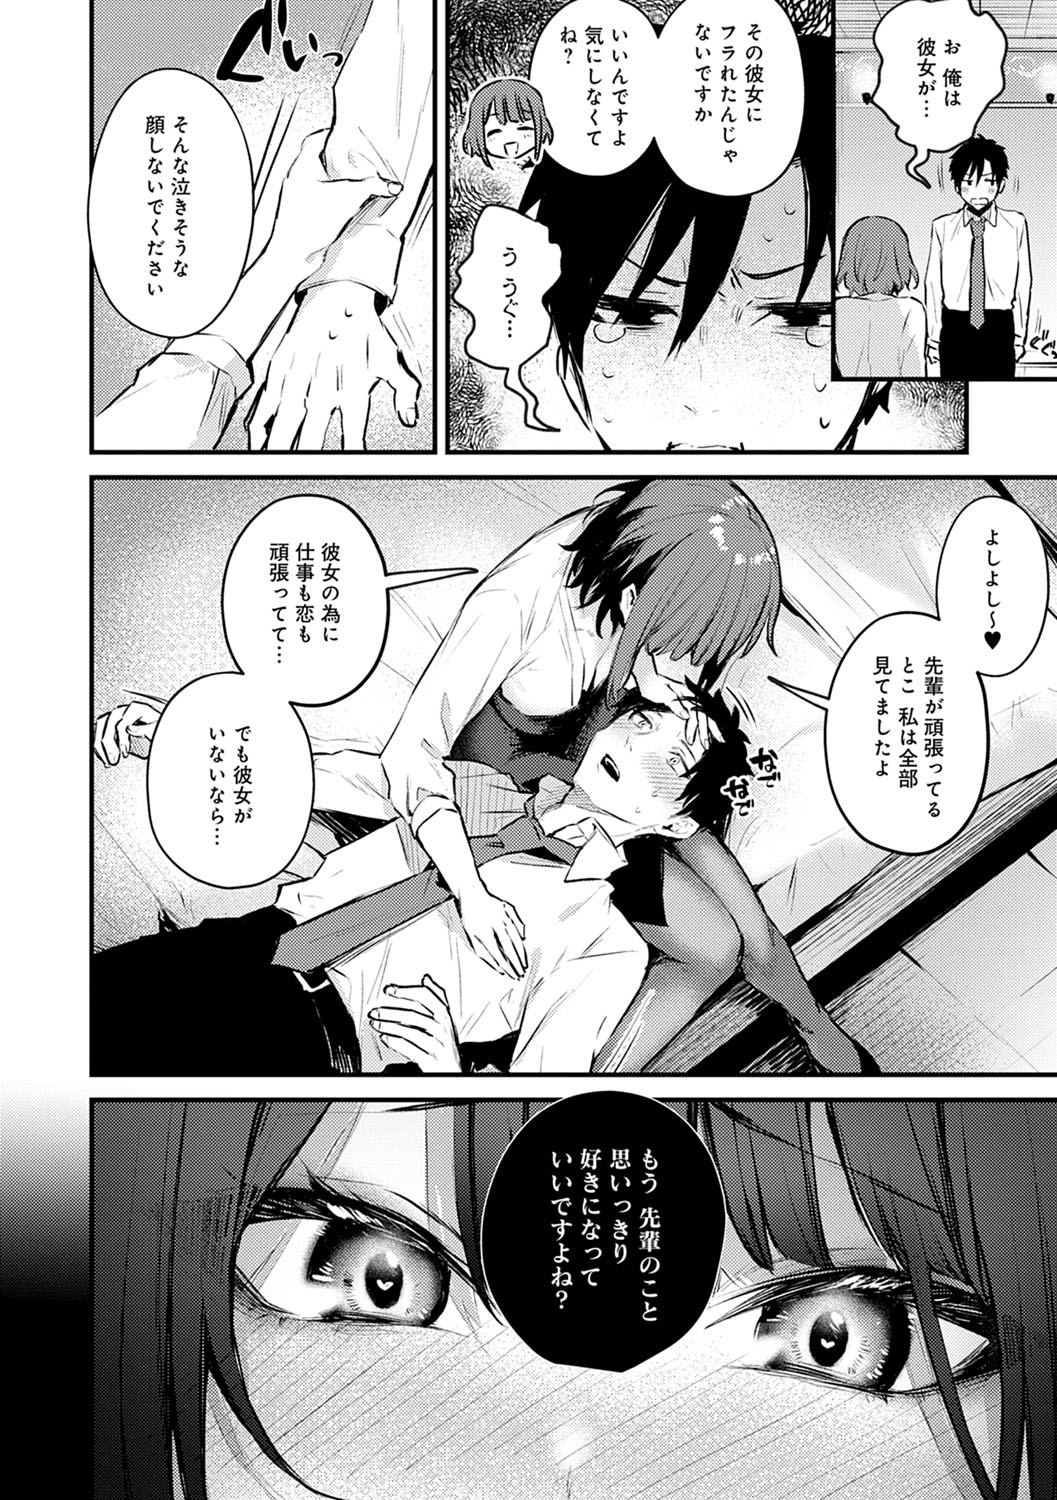 お 俺は
彼女が…
ぐぐっ
その彼女に
フラれたんじゃ
ないですか
いいんですよ
気にしなくて
ね?
う うぐ…
ぐいっ
そんな泣きそうな
顔しないでください
よしよし〜♥
先輩が頑張ってる
とこ 私は全部
見てましたよ
なで
なで
彼女の為に
仕事も恋も
頑張ってて…
でも彼女が
いないなら…
もう 先輩のこと
思いっきり
好きになって
いいですよね?